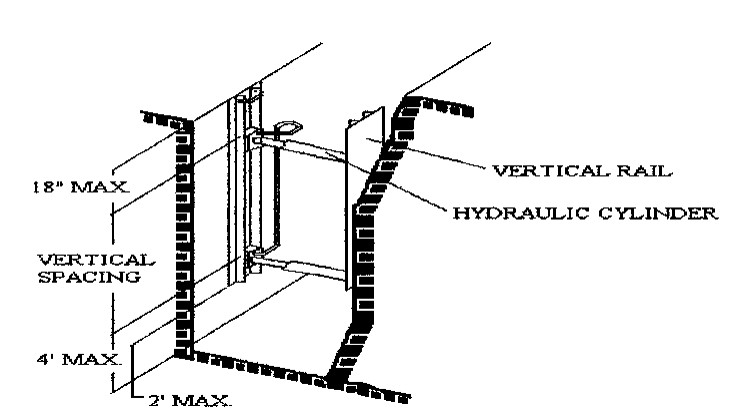 VERTICAL RAIL
18" MAX.
HYDRAULIC CYLINDER
VERTICAL
SPACING
4' MAX.
2' MAX.